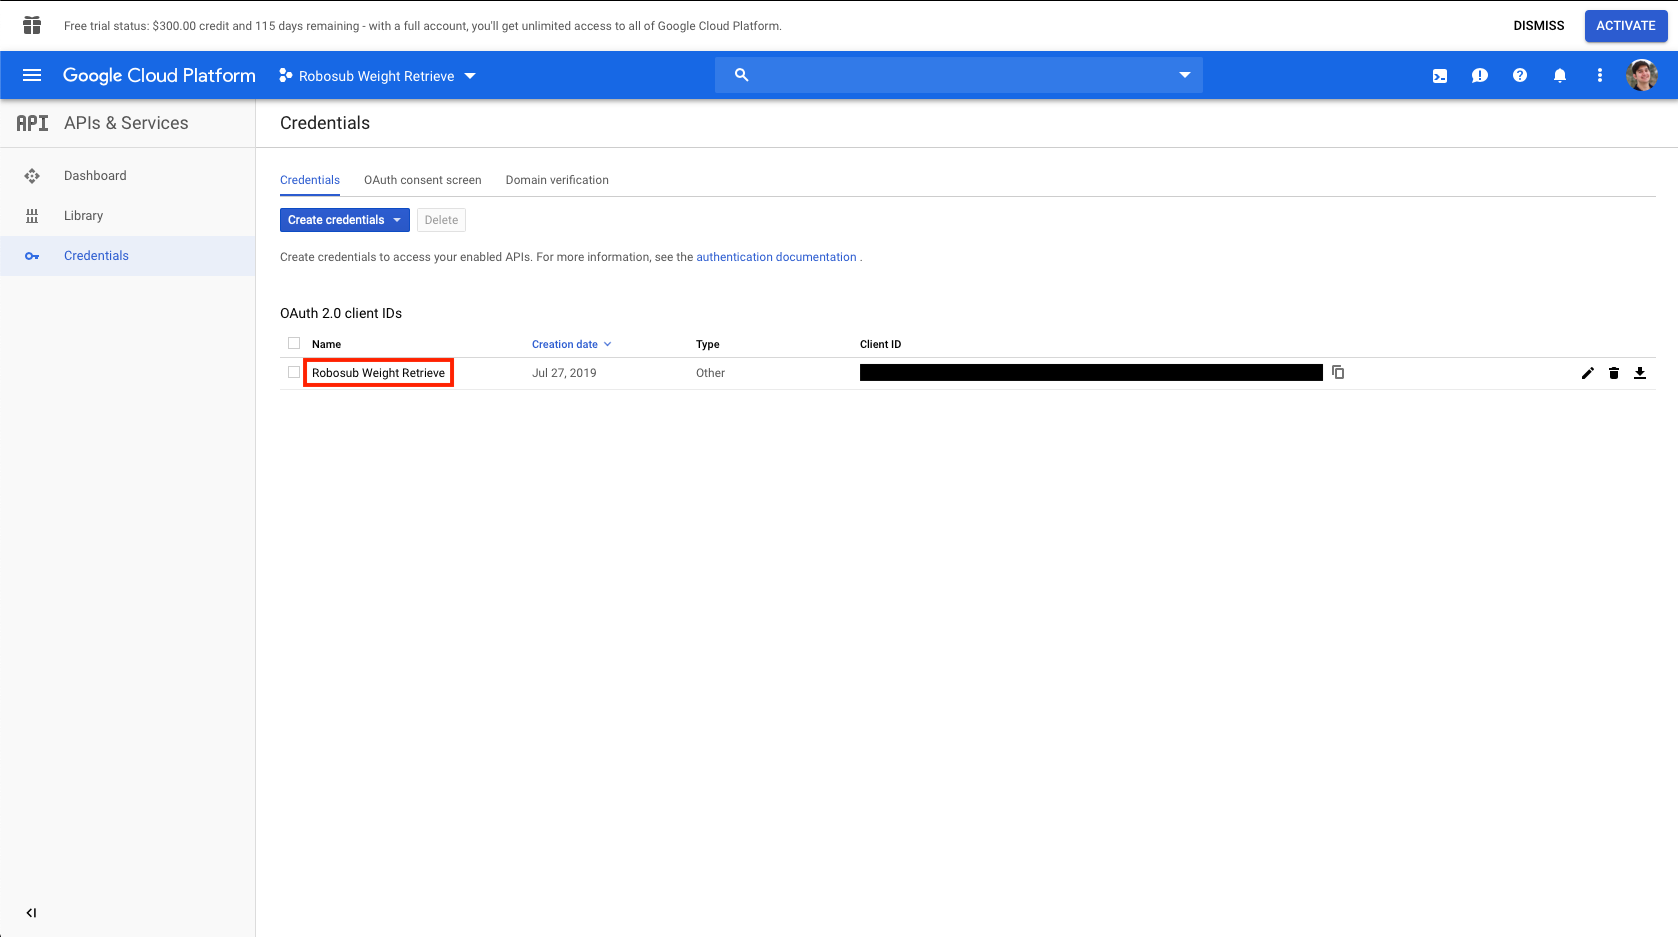 Free trial status: $300.00 credit and 115 days remaining - with a full account, you'll get unlimited access to all of Google Cloud Platform.
DISMISS
ACTIVATE
Google Cloud Platform
Robosub Weight Retrieve
API APIs & Services
Credentials
Dashboard
Library
Credentials
Credentials
OAuth consent screen
Domain verification
Create credentials
Delete
Create credentials to access your enabled APIs. For more information, see the authentication documentation .
OAuth 2.0 client IDs
Name
Creation date
Type
Client ID
Robosub Weight Retrieve
Jul 27, 2019
Other